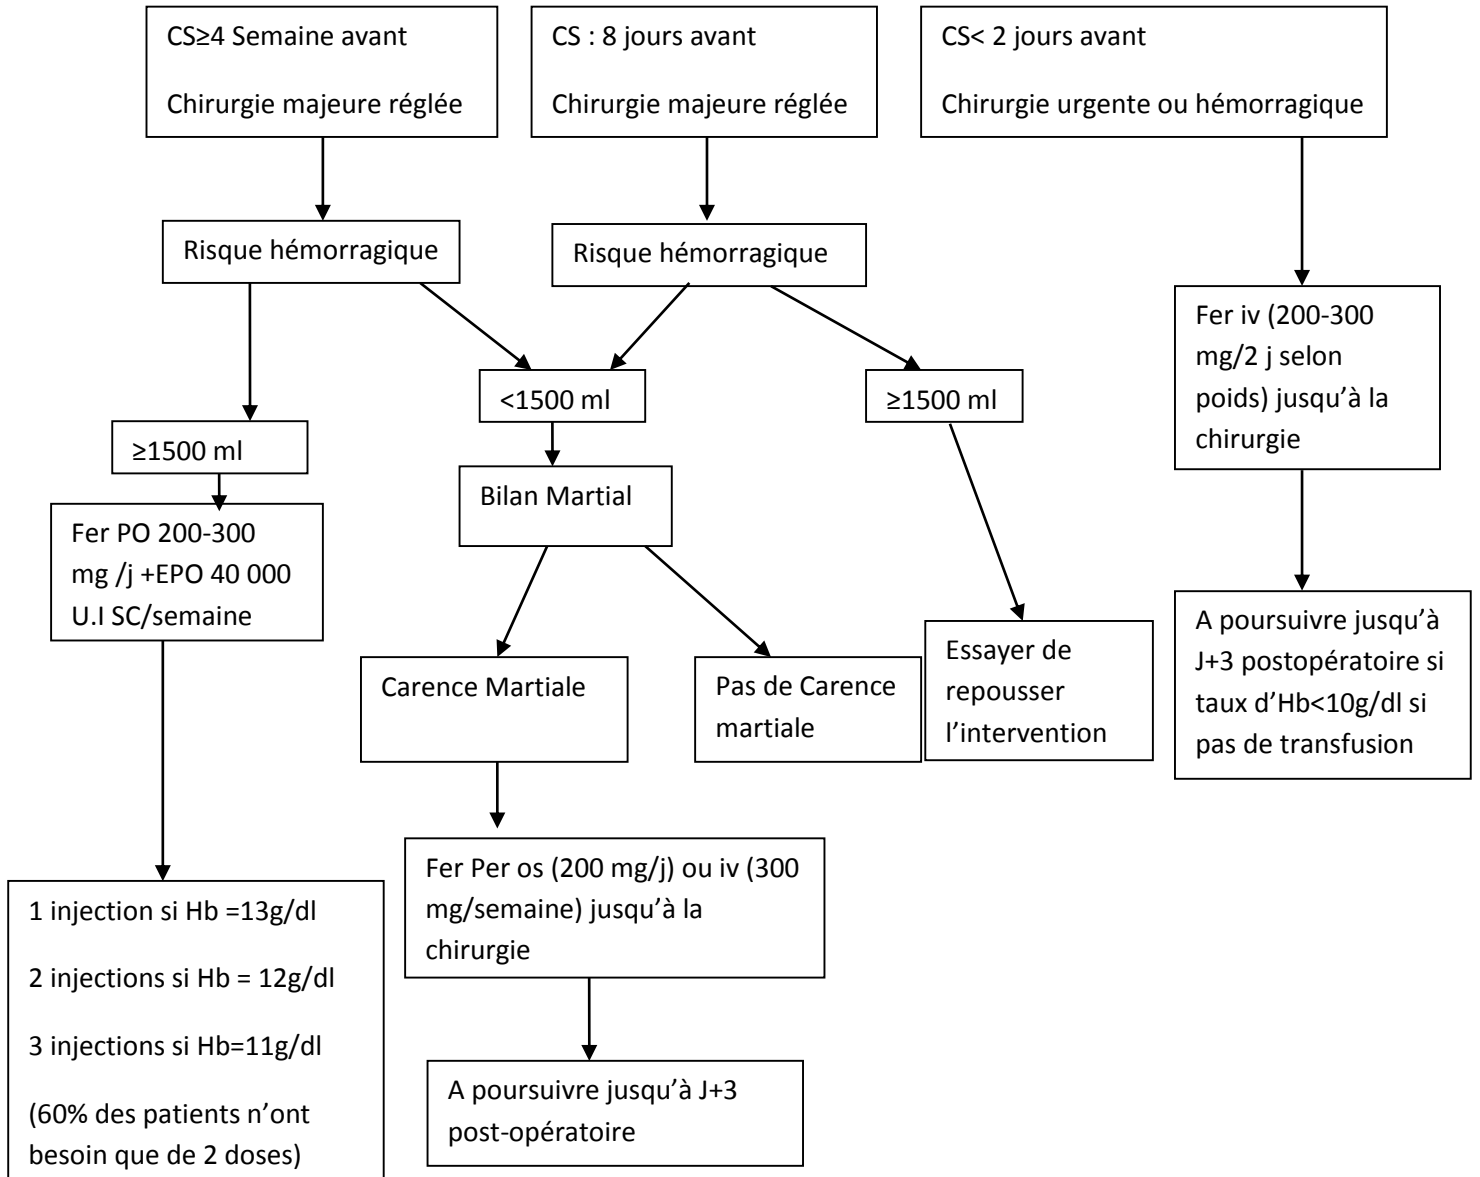 CS≥4 Semaine avant
Chirurgie majeure réglée
CS : 8 jours avant
Chirurgie majeure réglée
CS< 2 jours avant
Chirurgie urgente ou hémorragique
Risque hémorragique
Risque hémorragique
Fer iv (200-300
mg/2 j selon
poids) jusqu’à la
chirurgie
<1500 ml
≥1500 ml
≥1500 ml
Bilan Martial
Fer PO 200-300
mg /j +EPO 40 000
U.I SC/semaine
Carence Martiale
Pas de Carence
martiale
Essayer de
repousser
l’intervention
A poursuivre jusqu’à
J+3 postopératoire si
taux d’Hb<10g/dl si
pas de transfusion
Fer Per os (200 mg/j) ou iv (300
mg/semaine) jusqu’à la
chirurgie
1 injection si Hb =13g/dl
2 injections si Hb = 12g/dl
3 injections si Hb=11g/dl
(60% des patients n’ont
besoin que de 2 doses)
A poursuivre jusqu’à J+3
post-opératoire